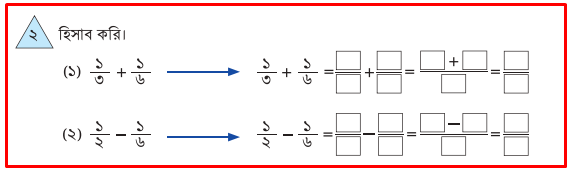 ২ হিসাব করি।
(১) ১/৩ + ১/৬ → ১/৩ + ১/৬ = □/□ + □/□ = □ + □/□ = □/□
(২) ১/২ − ১/৬ → ১/২ − ১/৬ = □/□ − □/□ = □ − □/□ = □/□